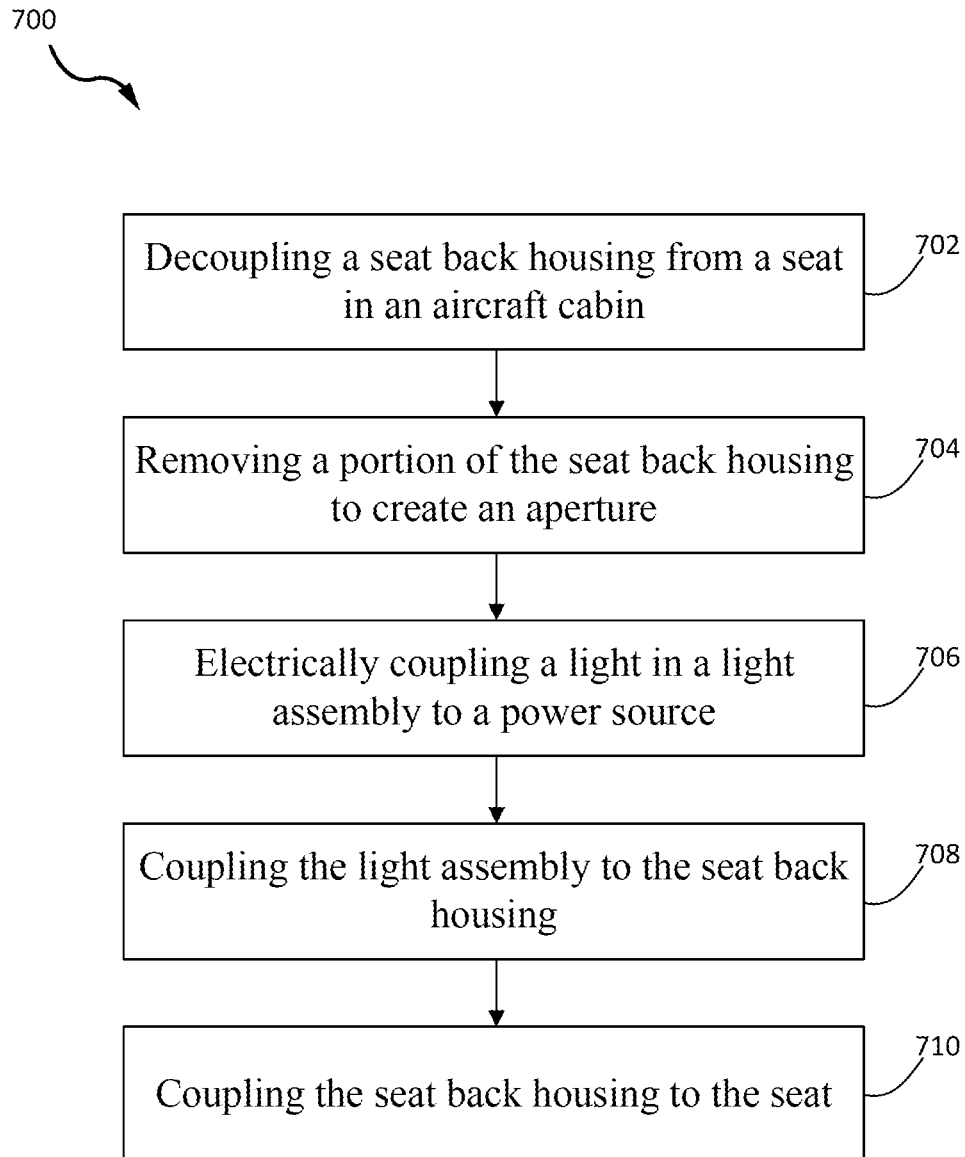 700
Decoupling a seat back housing from a seat
in an aircraft cabin
702
Removing a portion of the seat back housing
to create an aperture
704
Electrically coupling a light in a light
assembly to a power source
706
Coupling the light assembly to the seat back
housing
708
Coupling the seat back housing to the seat
710